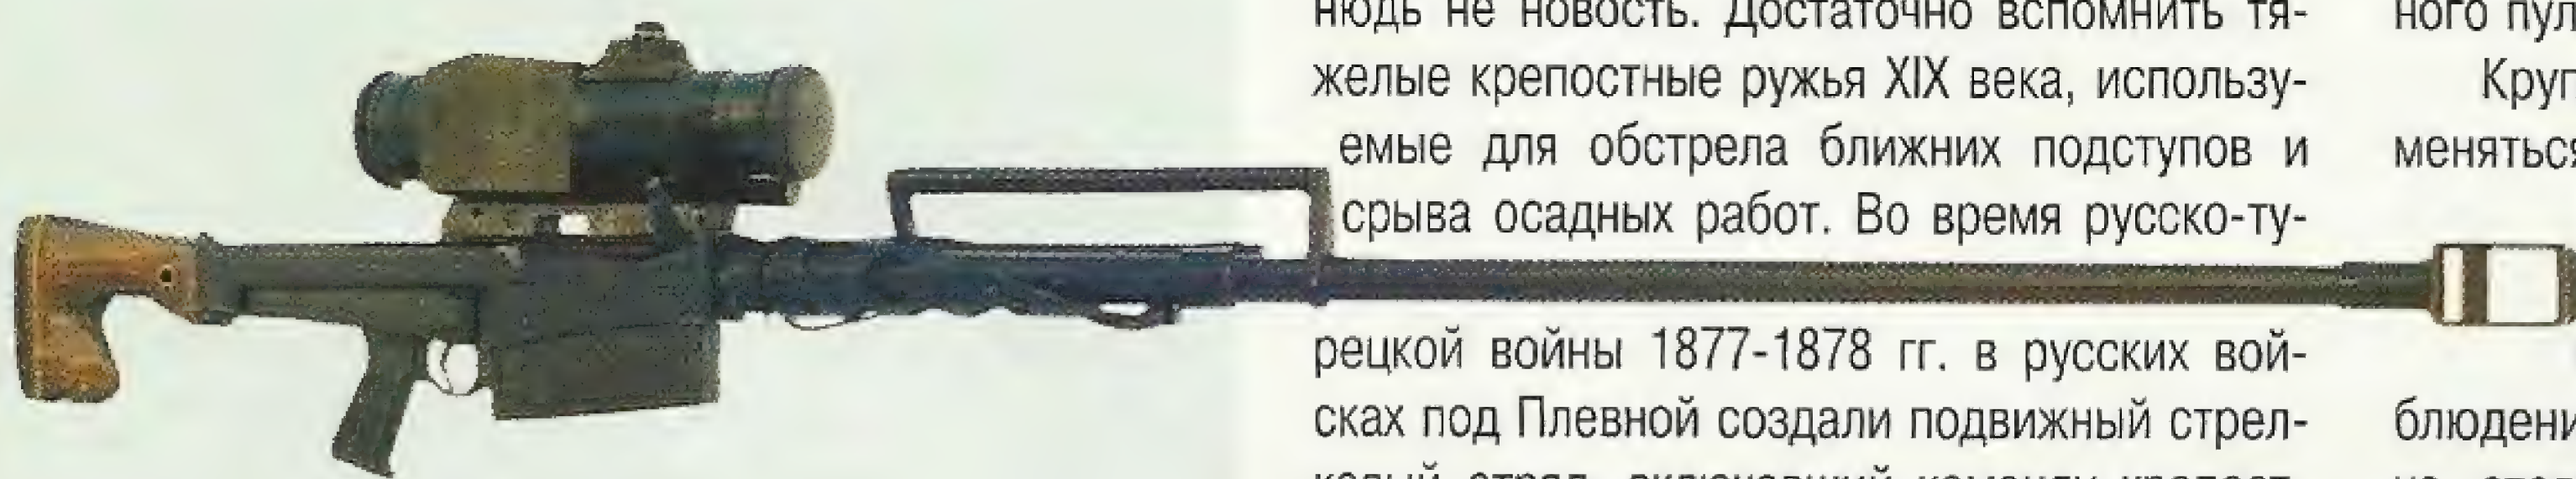 нюдь не новость. Достаточно вспомнить тя-
желые крепостные ружья XIX века, использу-
емые для обстрела ближних подступов и
срыва осадных работ. Во время русско-ту-
рецкой войны 1877-1878 гг. в русских вой-
сках под Плевной создали подвижный стрел-
ного пул
Круп
меняться
блюдени